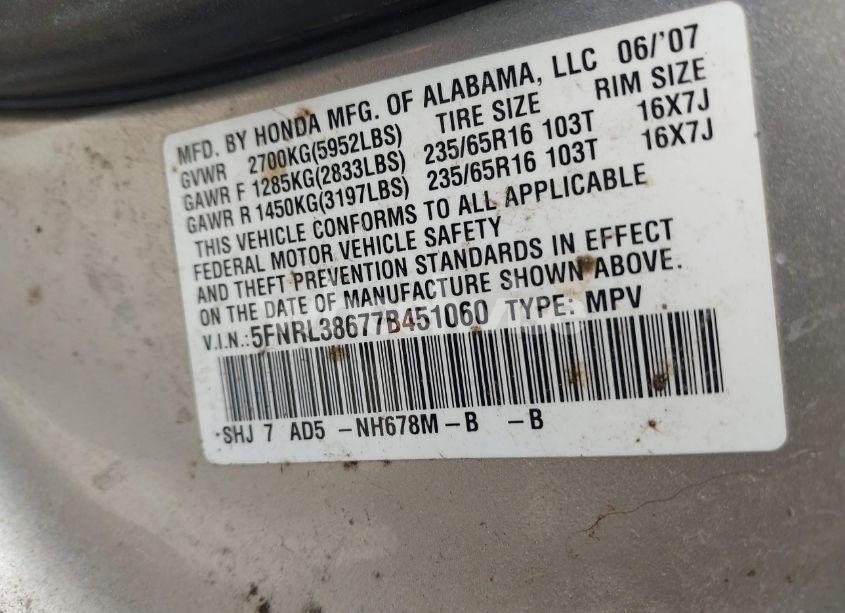 MFD. BY HONDA MFG. OF ALABAMA, LLC 06/'07
GVWR 2700KG(5952LBS) TIRE SIZE RIM SIZE
GAWR F 1285KG(2833LBS) 235/65R16 103T 16X7J
GAWR R 1450KG(3197LBS) 235/65R16 103T 16X7J
THIS VEHICLE CONFORMS TO ALL APPLICABLE
FEDERAL MOTOR VEHICLE SAFETY
AND THEFT PREVENTION STANDARDS IN EFFECT
ON THE DATE OF MANUFACTURE SHOWN ABOVE.
V.I.N.:5FNRL38677B451060 TYPE: MPV
SHJ 7 AD5 -NH678M-B -B